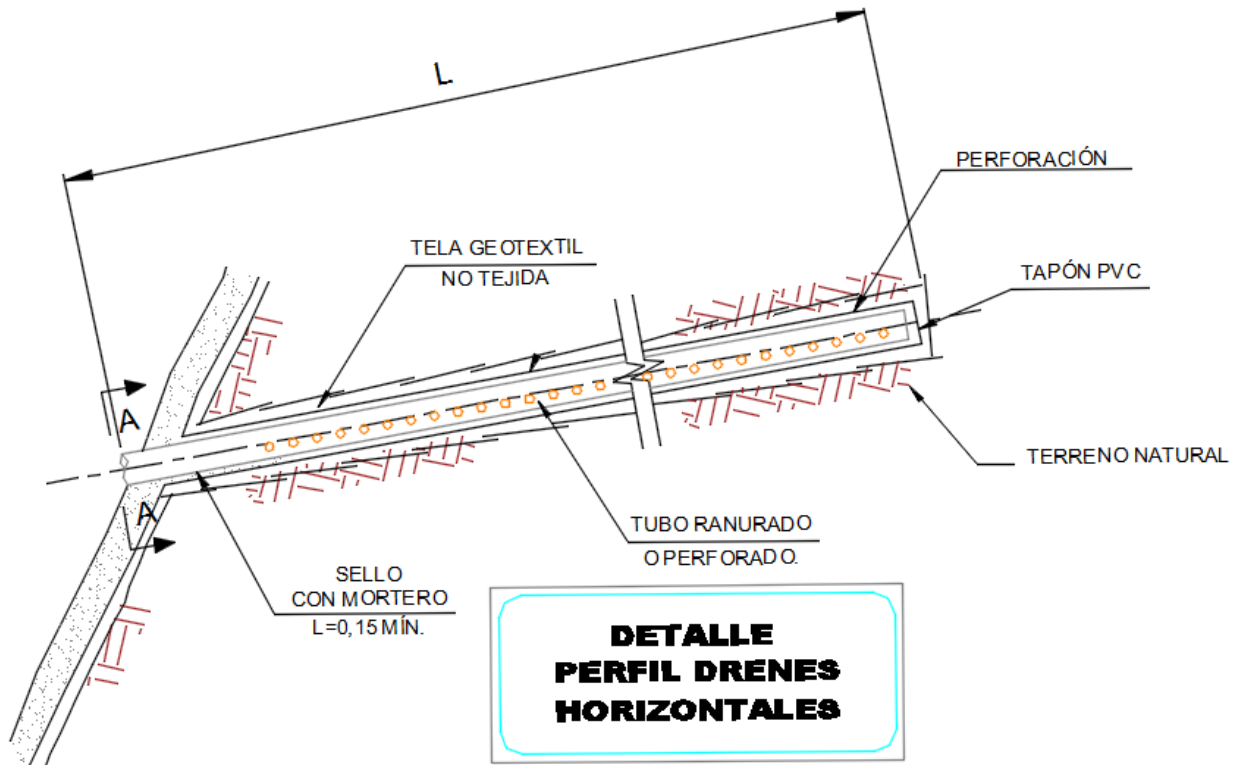 L
PERFORACIÓN
TELA GEOTEXTIL
NO TEJIDA
TAPÓN PVC
A
TERRENO NATURAL
A
TUBO RANURADO
O PERFORADO.
SELLO
CON MORTERO
L=0,15 MÍN.
DETALLE
PERFIL DRENES
HORIZONTALES